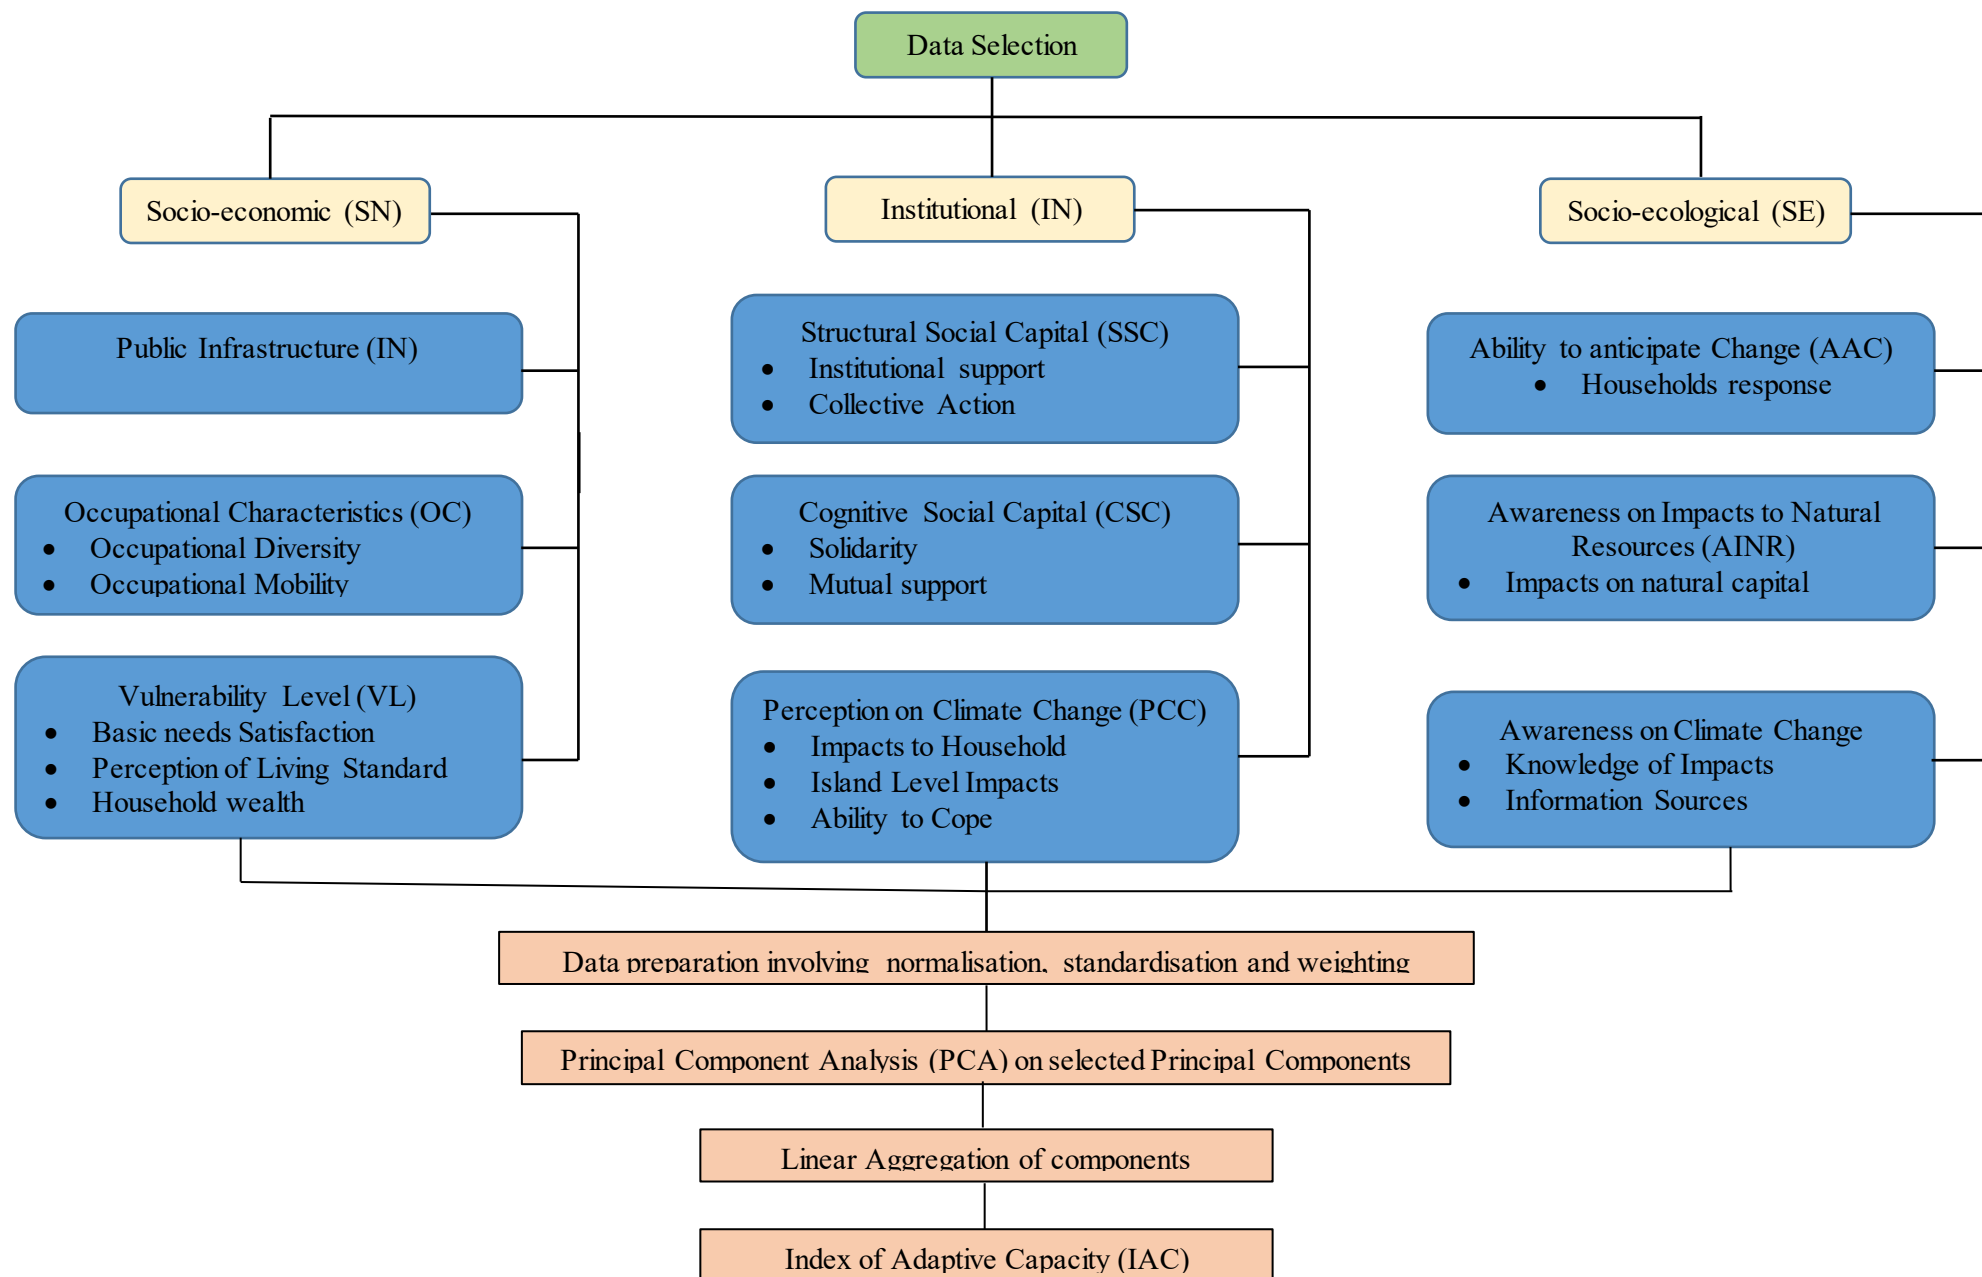 Data Selection
Socio-economic (SN)
Institutional (IN)
Socio-ecological (SE)
Public Infrastructure (IN)
Structural Social Capital (SSC)
• Institutional support
• Collective Action
Ability to anticipate Change (AAC)
• Households response
Occupational Characteristics (OC)
• Occupational Diversity
• Occupational Mobility
Cognitive Social Capital (CSC)
• Solidarity
• Mutual support
Awareness on Impacts to Natural
Resources (AINR)
• Impacts on natural capital
Vulnerability Level (VL)
• Basic needs Satisfaction
• Perception of Living Standard
• Household wealth
Perception on Climate Change (PCC)
• Impacts to Household
• Island Level Impacts
• Ability to Cope
Awareness on Climate Change
• Knowledge of Impacts
• Information Sources
Data preparation involving normalisation, standardisation and weighting
Principal Component Analysis (PCA) on selected Principal Components
Linear Aggregation of components
Index of Adaptive Capacity (IAC)